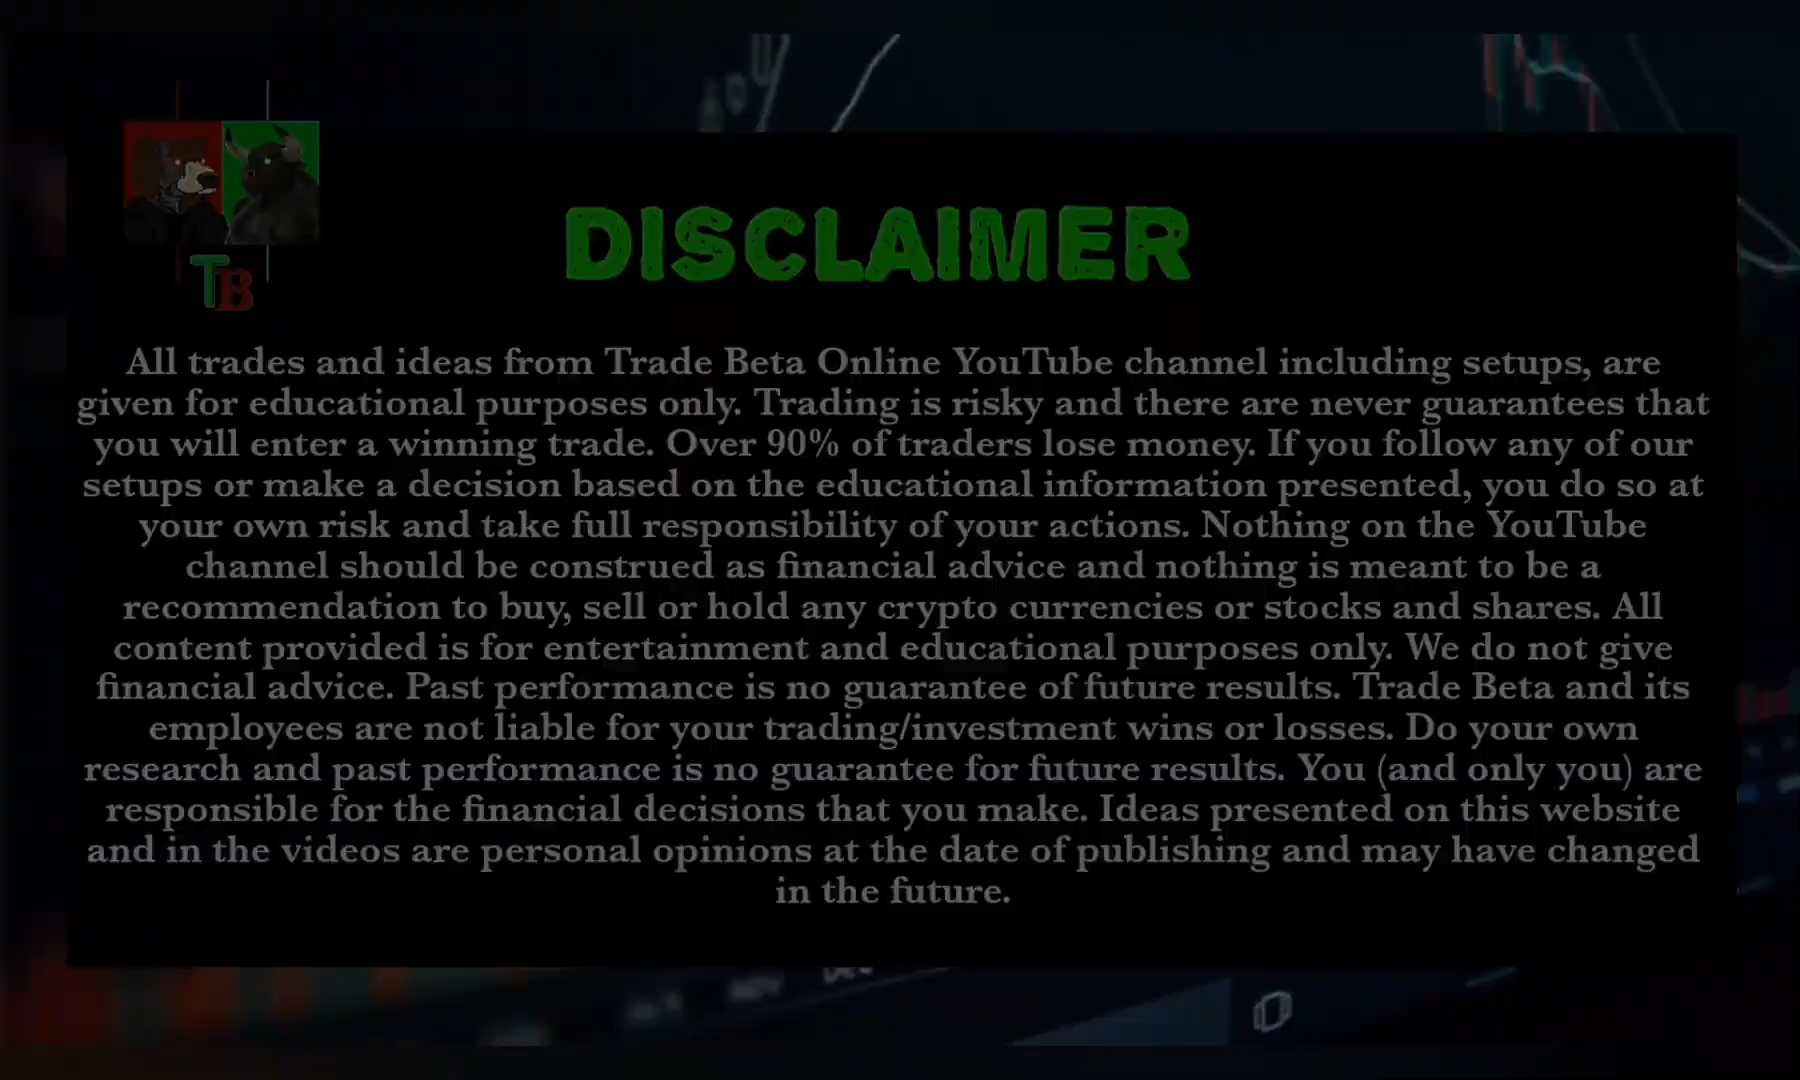 DISCLAIMER
TB
All trades and ideas from Trade Beta Online YouTube channel including setups, are
given for educational purposes only. Trading is risky and there are never guarantees that
you will enter a winning trade. Over 90% of traders lose money. If you follow any of our
setups or make a decision based on the educational information presented, you do so at
your own risk and take full responsibility of your actions. Nothing on the YouTube
channel should be construed as financial advice and nothing is meant to be a
recommendation to buy, sell or hold any crypto currencies or stocks and shares. All
content provided is for entertainment and educational purposes only. We do not give
financial advice. Past performance is no guarantee of future results. Trade Beta and its
employees are not liable for your trading/investment wins or losses. Do your own
research and past performance is no guarantee for future results. You (and only you) are
responsible for the financial decisions that you make. Ideas presented on this website
and in the videos are personal opinions at the date of publishing and may have changed
in the future.